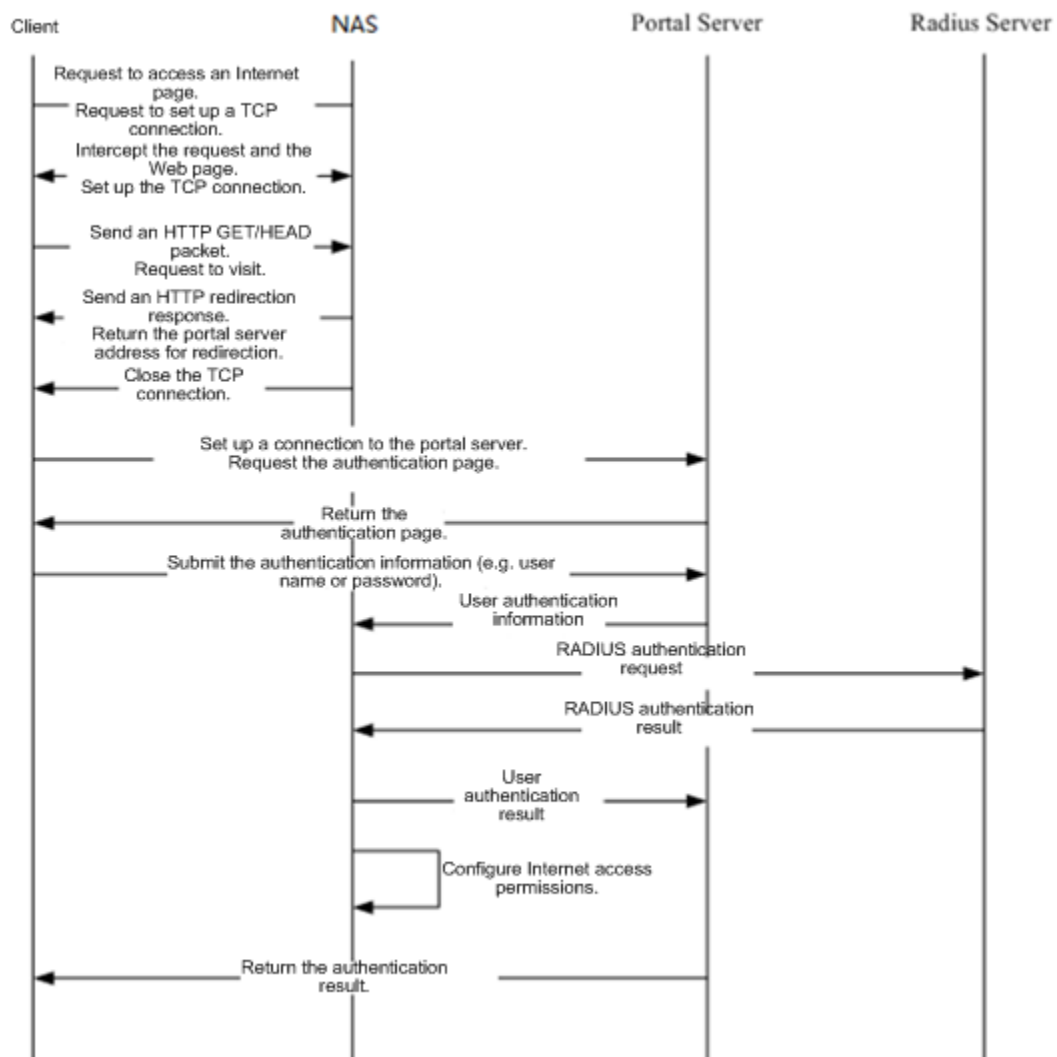 Client
NAS
Portal Server
Radius Server
Request to access an Internet
page.
Request to set up a TCP
connection.
Intercept the request and the
Web page.
Set up the TCP connection.
Send an HTTP GET/HEAD
packet.
Request to visit.
Send an HTTP redirection
response.
Return the portal server
address for redirection.
Close the TCP
connection.
Set up a connection to the portal server.
Request the authentication page.
Return the
authentication page.
Submit the authentication information (e.g. user
name or password).
User authentication
information
RADIUS authentication
request
RADIUS authentication
result
User
authentication
result
Configure Internet access
permissions.
Return the authentication
result.